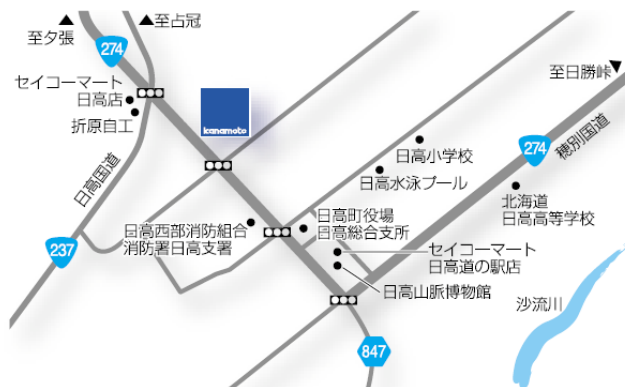 至夕張
至占冠
274
セイコーマート
日高店
折原自工
kanamoto
至日勝峠
穂別国道
274
日高国道
日高小学校
日高水泳プール
北海道
日高高等学校
237
日高西部消防組合
消防署日高支署
日高町役場
日高総合支所
セイコーマート
日高道の駅店
日高山脈博物館
沙流川
847